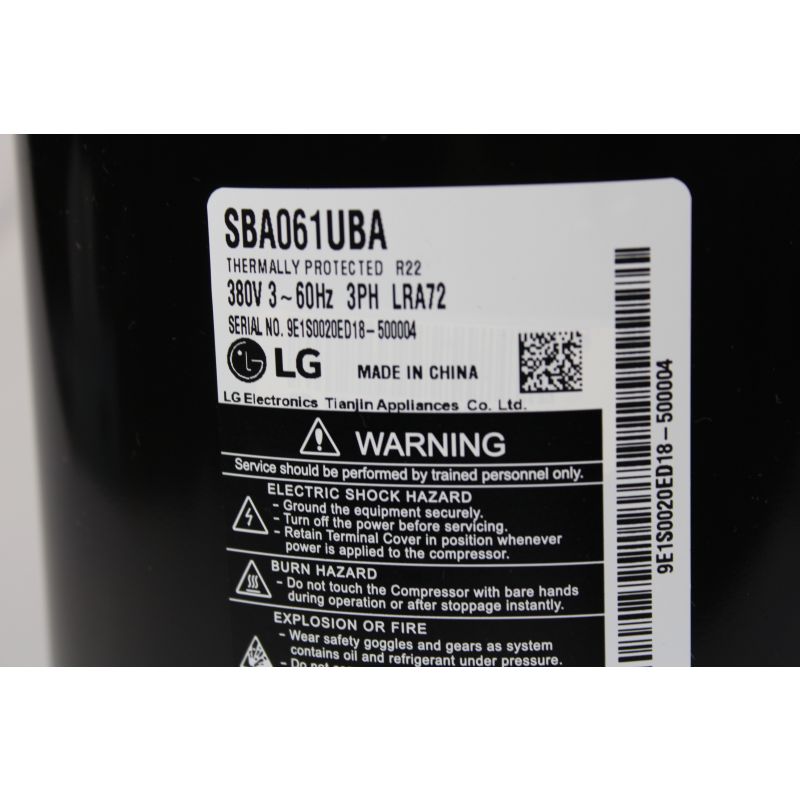 SBA061UBA
THERMALLY PROTECTED R22
380V 3~60Hz 3PH LRA72
SERIAL NO. 9E1S0020ED18-500004
LG MADE IN CHINA
LG Electronics Tianjin Appliances Co. Ltd.
WARNING
Service should be performed by trained personnel only.
ELECTRIC SHOCK HAZARD
- Ground the equipment securely.
- Turn off the power before servicing.
- Retain Terminal Cover in position whenever
power is applied to the compressor.
BURN HAZARD
- Do not touch the Compressor with bare hands
during operation or after stoppage instantly.
EXPLOSION OR FIRE
- Wear safety goggles and gears as system
contains oil and refrigerant under pressure.
- Do
9E1S0020ED18-500004